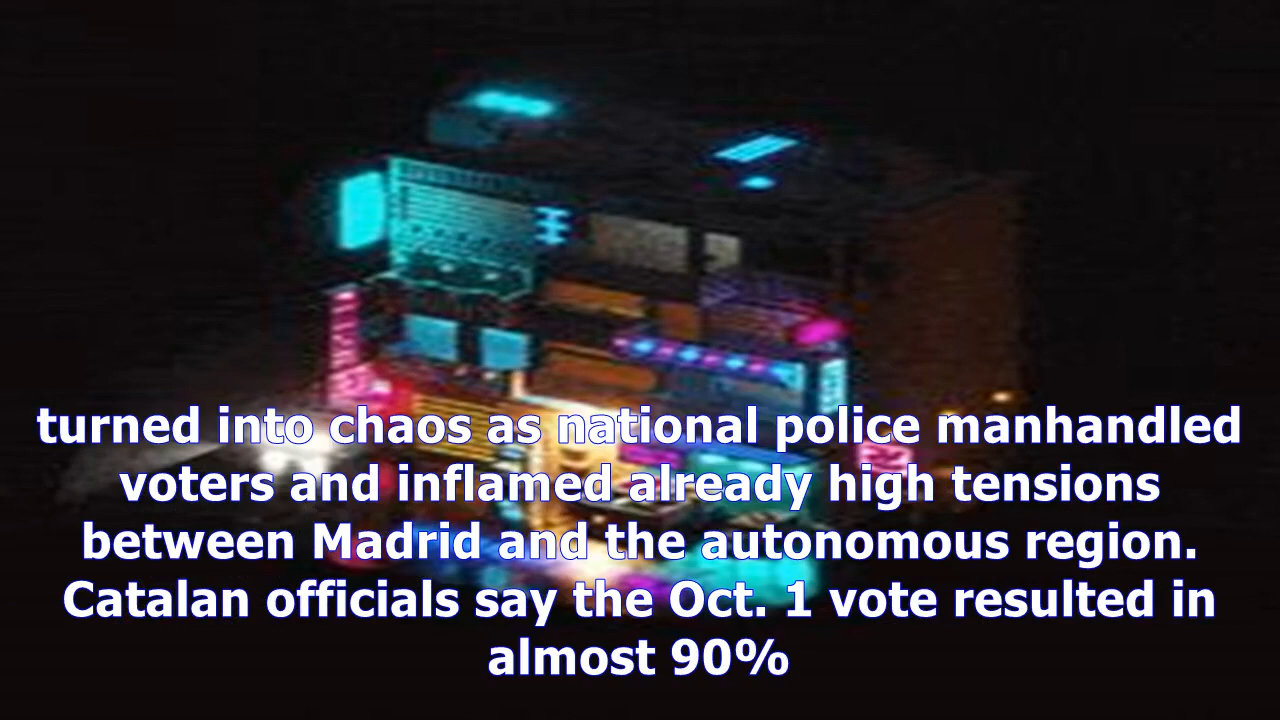 turned into chaos as national police manhandled
voters and inflamed already high tensions
between Madrid and the autonomous region.
Catalan officials say the Oct. 1 vote resulted in
almost 90%